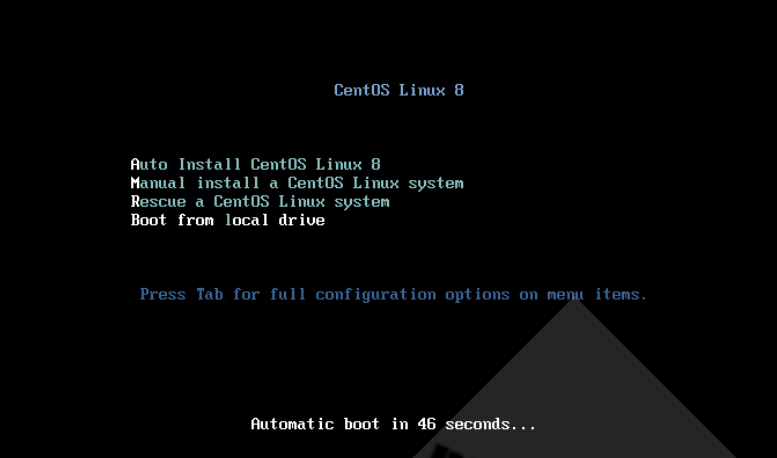 CentOS Linux 8
Auto Install CentOS Linux 8
Manual install a CentOS Linux system
Rescue a CentOS Linux system
Boot from local drive
Press Tab for full configuration options on menu items.
Automatic boot in 46 seconds...